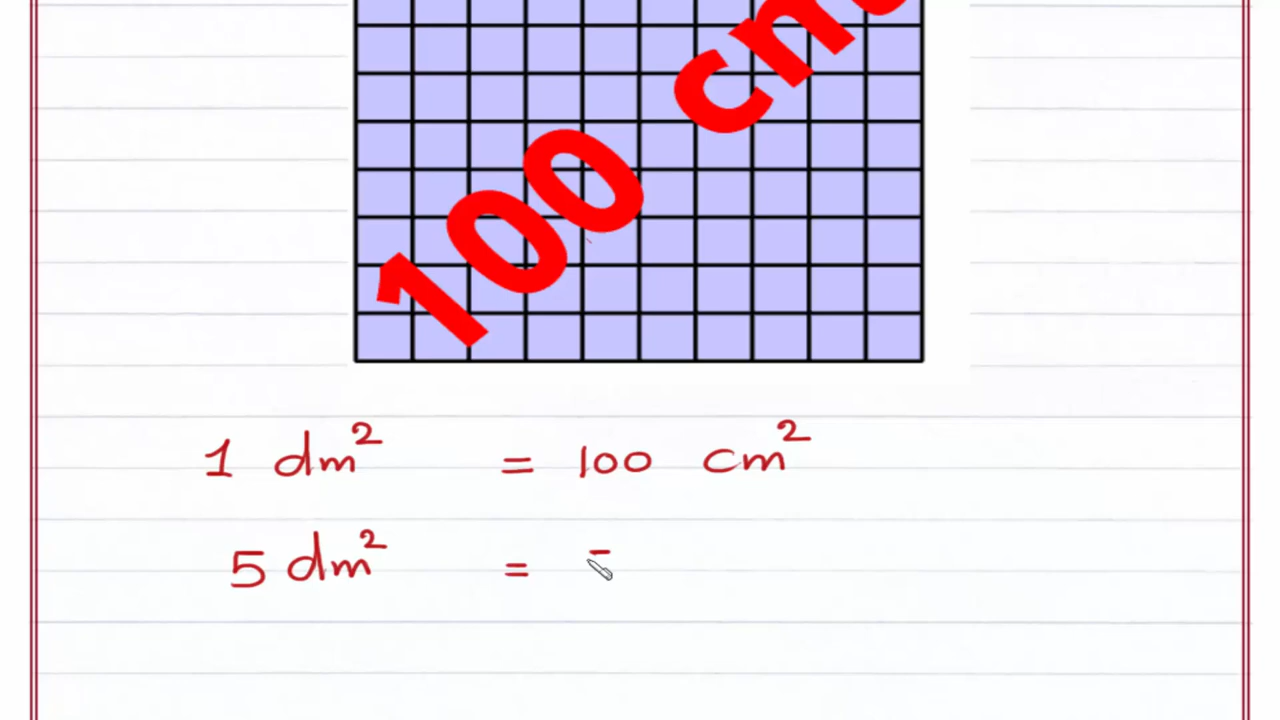 100 cm
1 dm² = 100 cm²
5 dm² =